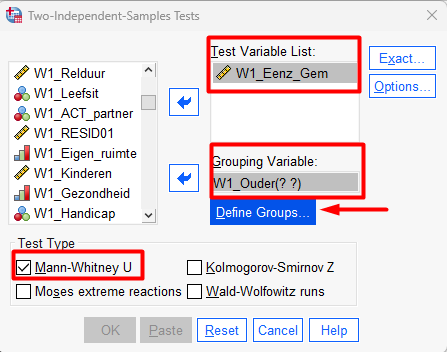 Two-Independent-Samples Tests
Test Variable List:
W1_Relduur
W1_Leefsit
W1_ACT_partner
W1_RESID01
W1_Eigen_ruimte
W1_Kinderen
W1_Gezondheid
W1_Handicap
W1_Eenz_Gem
Exact...
Options...
Grouping Variable:
W1_Ouder(? ?)
Define Groups...
Test Type
Mann-Whitney U
Kolmogorov-Smirnov Z
Moses extreme reactions
Wald-Wolfowitz runs
OK
Paste
Reset
Cancel
Help